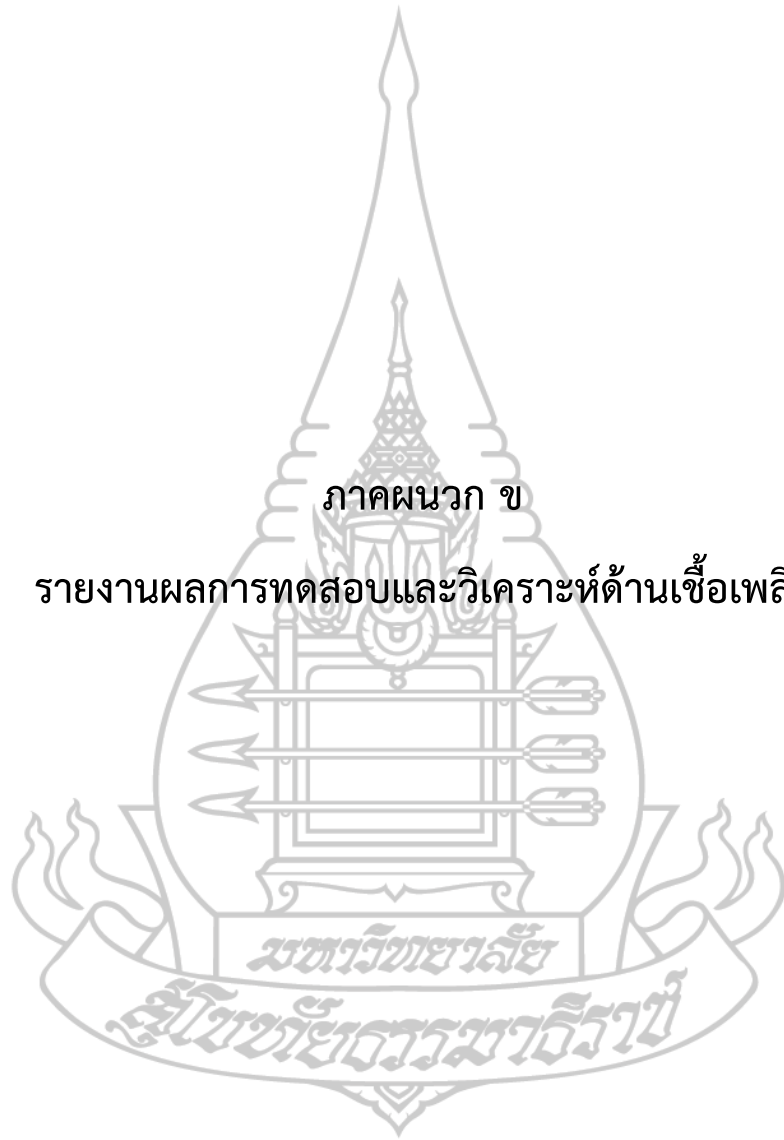 ภาคผนวก ข
รายงานผลการทดสอบและวิเคราะห์ด้านเชื้อเพลิ
มหาวิทยาลัย
สุโขทัยธรรมาธิราช